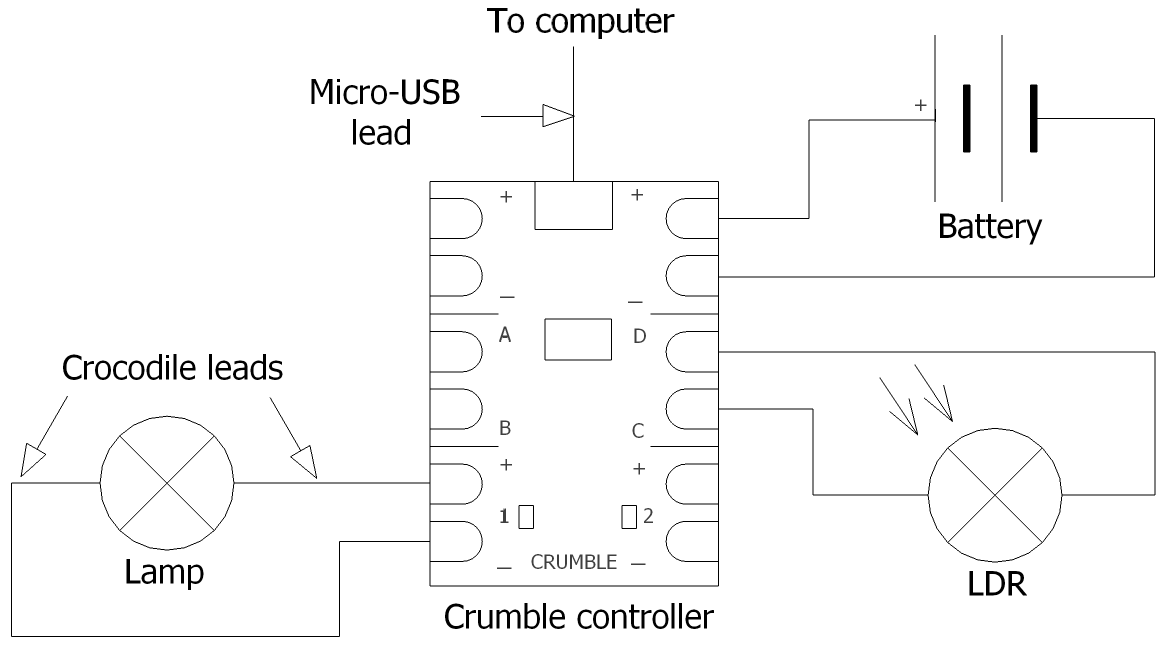 To computer
Micro-USB
lead
+
Battery
+ +
– –
A D
B C
+ +
1 2
– CRUMBLE –
Crocodile leads
Lamp
LDR
Crumble controller